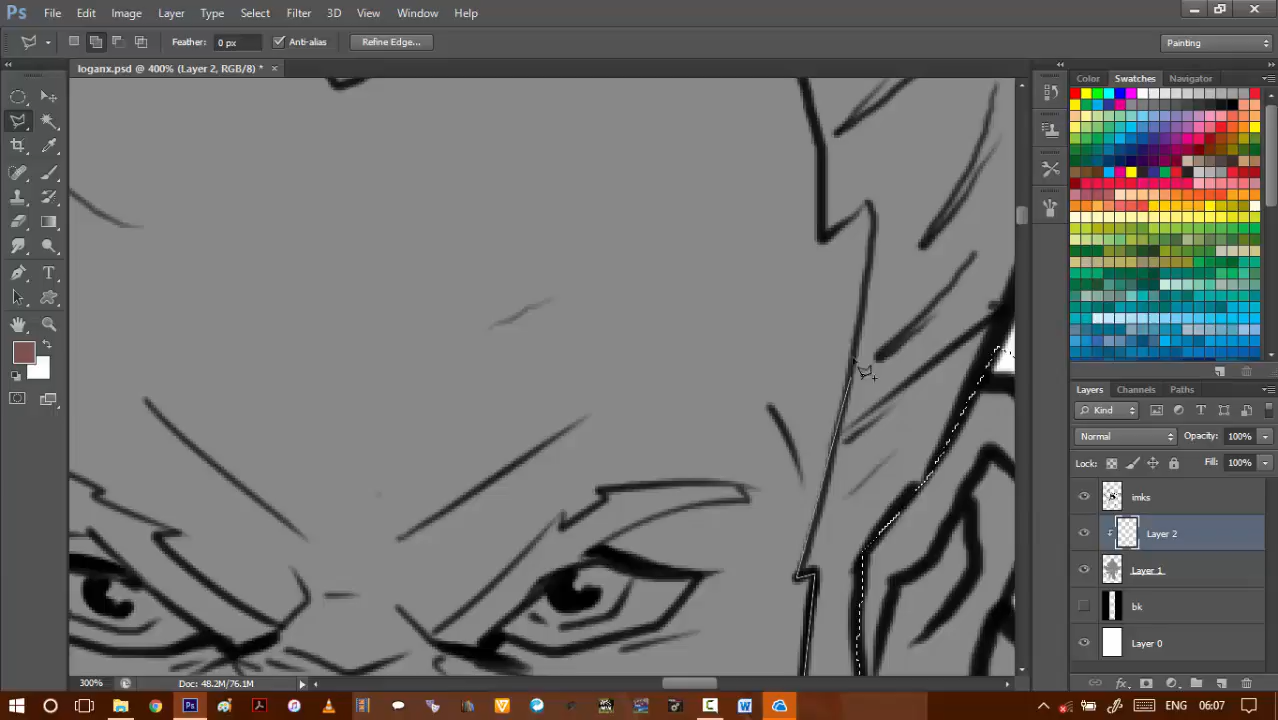 Ps File Edit Image Layer Type Select Filter 3D View Window Help
Feather: 0 px Anti-alias Refine Edge... Painting
loganx.psd @ 400% (Layer 2, RGB/8) * ×
Color Swatches Navigator
Layers Channels Paths
Kind
Normal Opacity: 100%
Lock: Fill: 100%
imks
Layer 2
Layer 1
bk
Layer 0
300% Doc: 48.2M/76.1M
fx
Ps W ENG 06:07